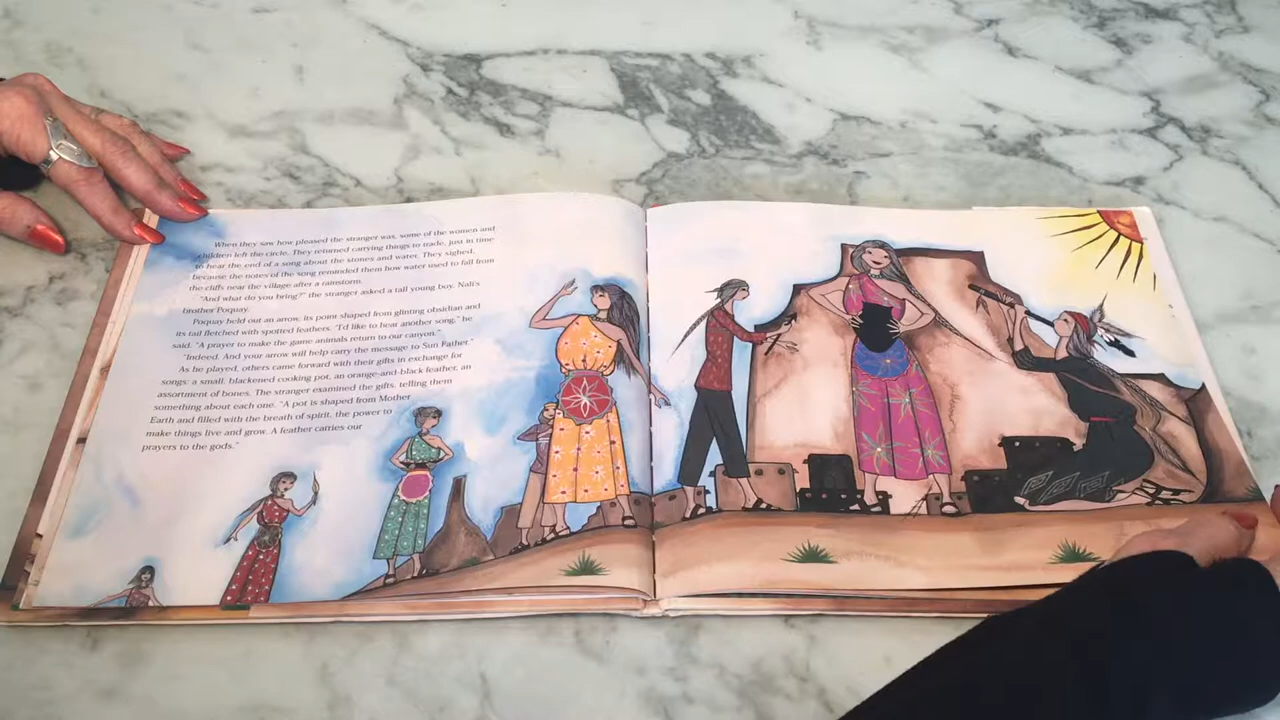 When they saw how pleased the stranger was, some of the women and
children left the circle. They returned carrying things to trade, just in time
to hear the end of a song about the stones and water. They sighed,
because the notes of the song reminded them how water used to fall from
the cliffs near the village after a rainstorm.
"And what do you bring?" the stranger asked a tall young boy, Nali's
brother Poquay.
Poquay held out an arrow, its point shaped from glinting obsidian and
its tail fletched with spotted feathers. "I'd like to hear another song," he
said. "A prayer to make the game animals return to our canyon."
"Indeed. And your arrow will help carry the message to Sun Father."
As he played, others came forward with their gifts in exchange for
songs: a small, blackened cooking pot, an orange-and-black feather, an
assortment of bones. The stranger examined the gifts, telling them
something about each one. "A pot is shaped from Mother
Earth and filled with the breath of spirit, the power to
make things live and grow. A feather carries our
prayers to the gods."